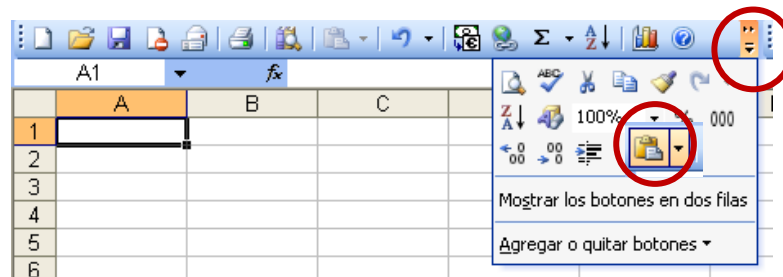 Σ
A1 fx
ABC
A B C
Z A 100% % 000
1
2
3 Mostrar los botones en dos filas
4
5 Agregar o quitar botones
6